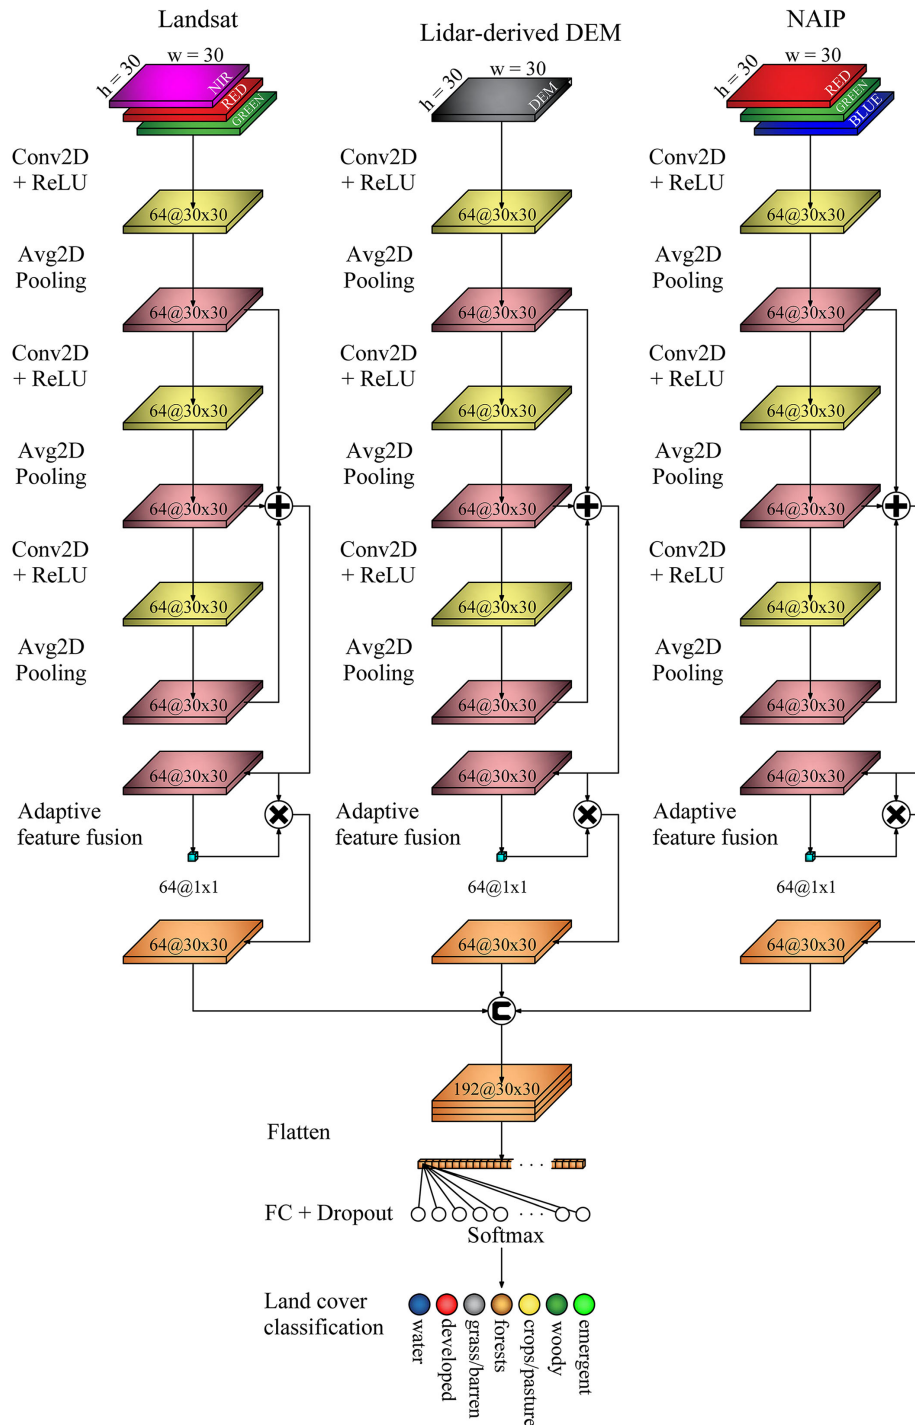 Landsat
Lidar-derived DEM
NAIP
h = 30
w = 30
NIR
RED
GREEN
h = 30
w = 30
DEM
h = 30
w = 30
RED
GREEN
BLUE
Conv2D
+ ReLU
Conv2D
+ ReLU
Conv2D
+ ReLU
64@30x30
64@30x30
64@30x30
Avg2D
Pooling
Avg2D
Pooling
Avg2D
Pooling
64@30x30
64@30x30
64@30x30
Conv2D
+ ReLU
Conv2D
+ ReLU
Conv2D
+ ReLU
64@30x30
64@30x30
64@30x30
Avg2D
Pooling
Avg2D
Pooling
Avg2D
Pooling
64@30x30
64@30x30
64@30x30
Conv2D
+ ReLU
Conv2D
+ ReLU
Conv2D
+ ReLU
64@30x30
64@30x30
64@30x30
Avg2D
Pooling
Avg2D
Pooling
Avg2D
Pooling
64@30x30
64@30x30
64@30x30
64@30x30
64@30x30
64@30x30
Adaptive
feature fusion
Adaptive
feature fusion
Adaptive
feature fusion
64@1x1
64@1x1
64@1x1
64@30x30
64@30x30
64@30x30
C
192@30x30
Flatten
. . .
FC + Dropout
. . .
Softmax
Land cover
classification
water
developed
grass/barren
forests
crops/pasture
woody
emergent